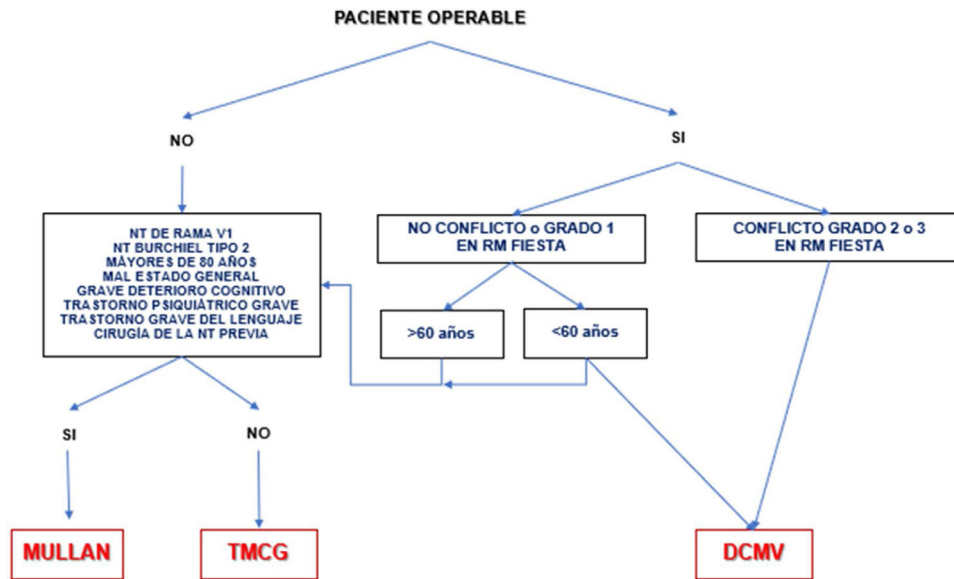 PACIENTE OPERABLE
NO
SI
NT DE RAMA V1
NT BURCHIEL TIPO 2
MAYORES DE 80 AÑOS
MAL ESTADO GENERAL
GRAVE DETERIORO COGNITIVO
TRASTORNO PSIQUIÁTRICO GRAVE
TRASTORNO GRAVE DEL LENGUAJE
CIRUGÍA DE LA NT PREVIA
NO CONFLICTO o GRADO 1
EN RM FIESTA
CONFLICTO GRADO 2 o 3
EN RM FIESTA
>60 años
<60 años
SI
NO
MULLAN
TMCG
DCMV